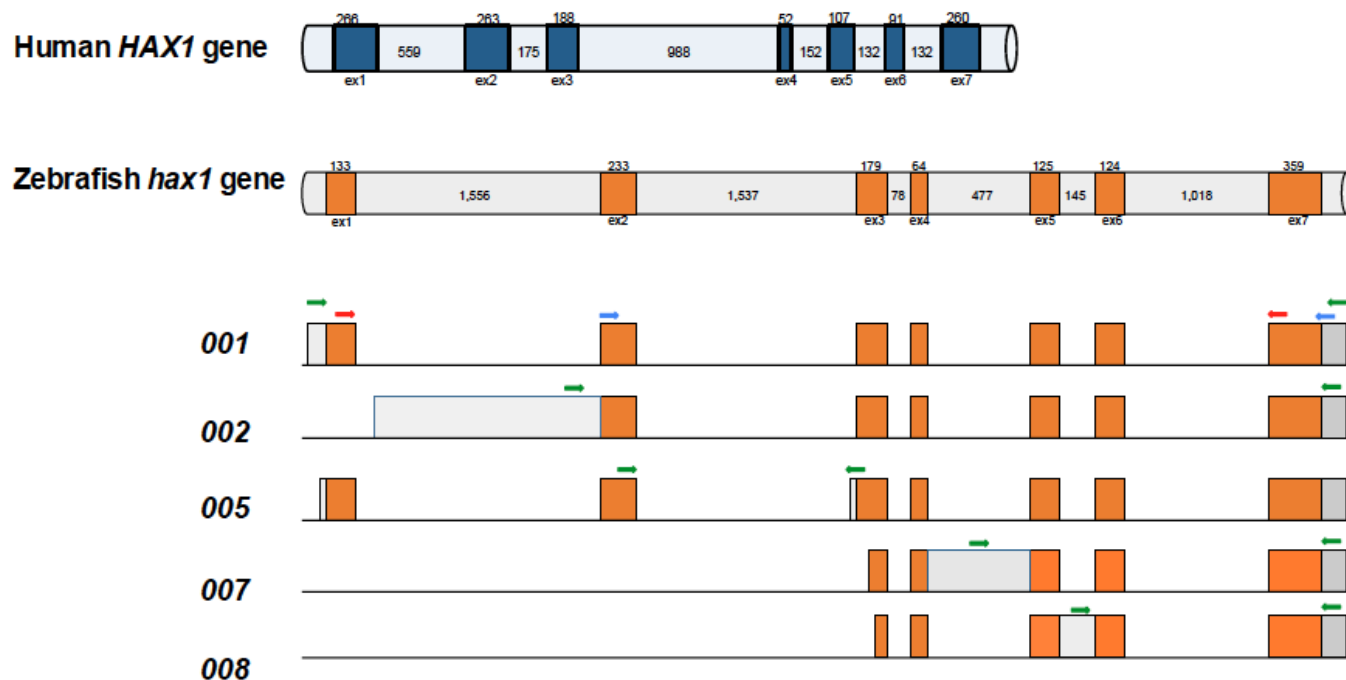 266 263 188 52 107 91 260
Human HAX1 gene 559 175 988 152 132 132
ex1 ex2 ex3 ex4 ex5 ex6 ex7
133 233 179 64 125 124 359
Zebrafish hax1 gene 1,556 1,537 78 477 145 1,018
ex1 ex2 ex3 ex4 ex5 ex6 ex7
001
002
005
007
008